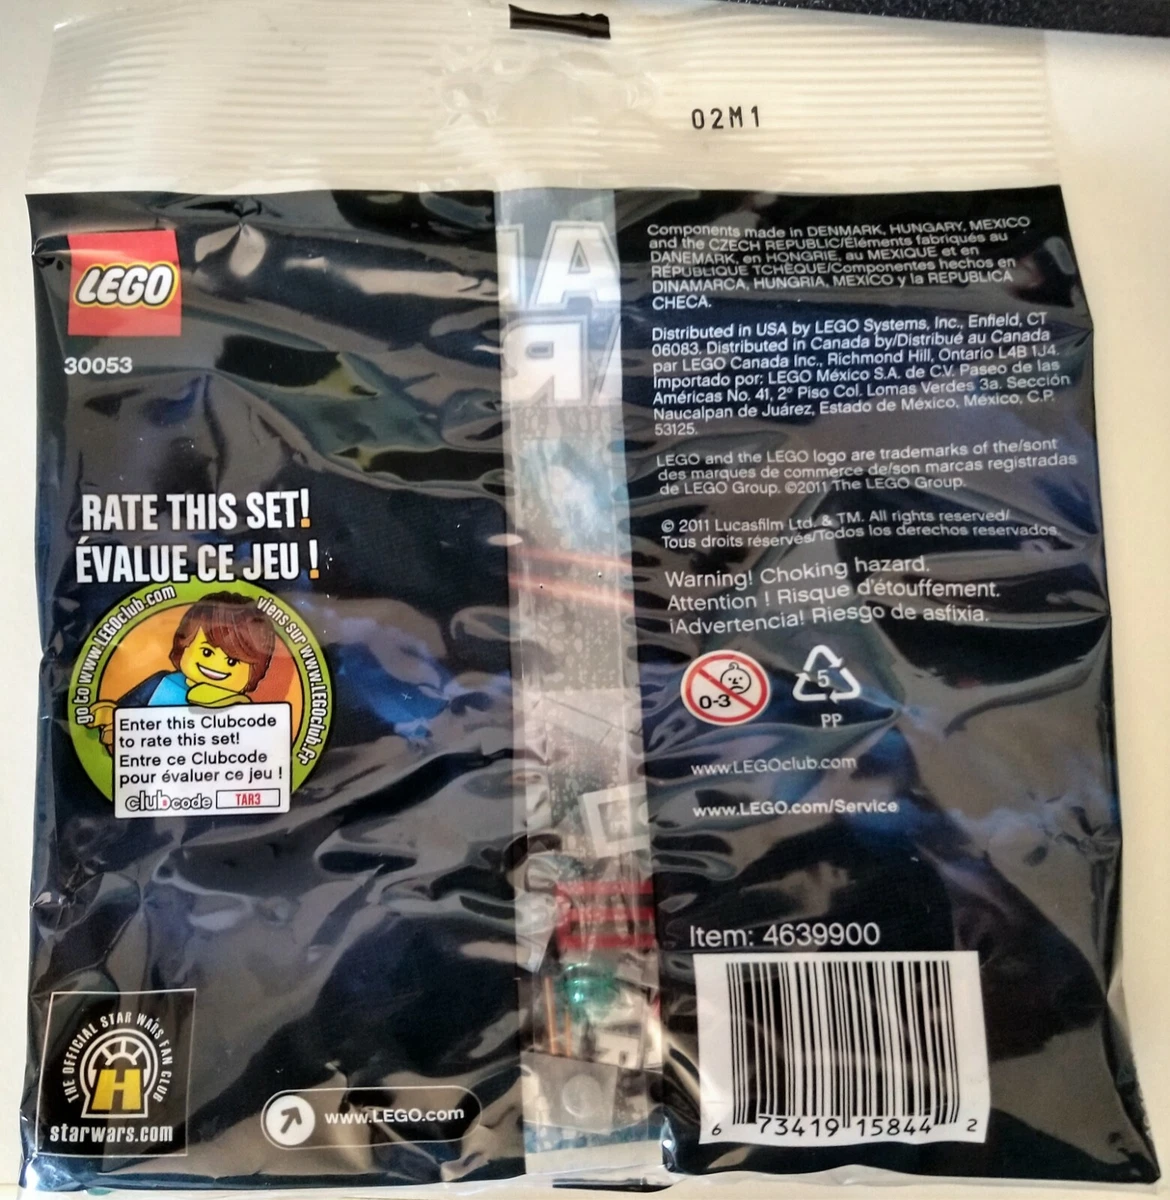 02M1
LEGO
30053
RATE THIS SET!
ÉVALUE CE JEU !
go to www.LEGOclub.com
viens sur www.LEGOclub.fr
Enter this Clubcode
to rate this set!
Entre ce Clubcode
pour évaluer ce jeu !
clubcode TAR3
THE OFFICIAL STAR WARS FAN CLUB
H
starwars.com
www.LEGO.com
Components made in DENMARK, HUNGARY, MEXICO
and the CZECH REPUBLIC/Éléments fabriqués au
DANEMARK, en HONGRIE, au MEXIQUE et en
RÉPUBLIQUE TCHÈQUE/Componentes hechos en
DINAMARCA, HUNGRIA, MEXICO y la REPUBLICA
CHECA.
Distributed in USA by LEGO Systems, Inc., Enfield, CT
06083. Distributed in Canada by/Distribué au Canada
par LEGO Canada Inc., Richmond Hill, Ontario L4B 1J4.
Importado por: LEGO México S.A. de C.V. Paseo de las
Américas No. 41, 2º Piso Col. Lomas Verdes 3a. Sección
Naucalpan de Juárez, Estado de México, México, C.P.
53125.
LEGO and the LEGO logo are trademarks of the/sont
des marques de commerce de/son marcas registradas
de LEGO Group. ©2011 The LEGO Group.
© 2011 Lucasfilm Ltd. & TM. All rights reserved/
Tous droits réservés/Todos los derechos reservados.
Warning! Choking hazard.
Attention ! Risque d'étouffement.
¡Advertencia! Riesgo de asfixia.
0-3
5
PP
www.LEGOclub.com
www.LEGO.com/Service
Item: 4639900
6 73419 15844 2